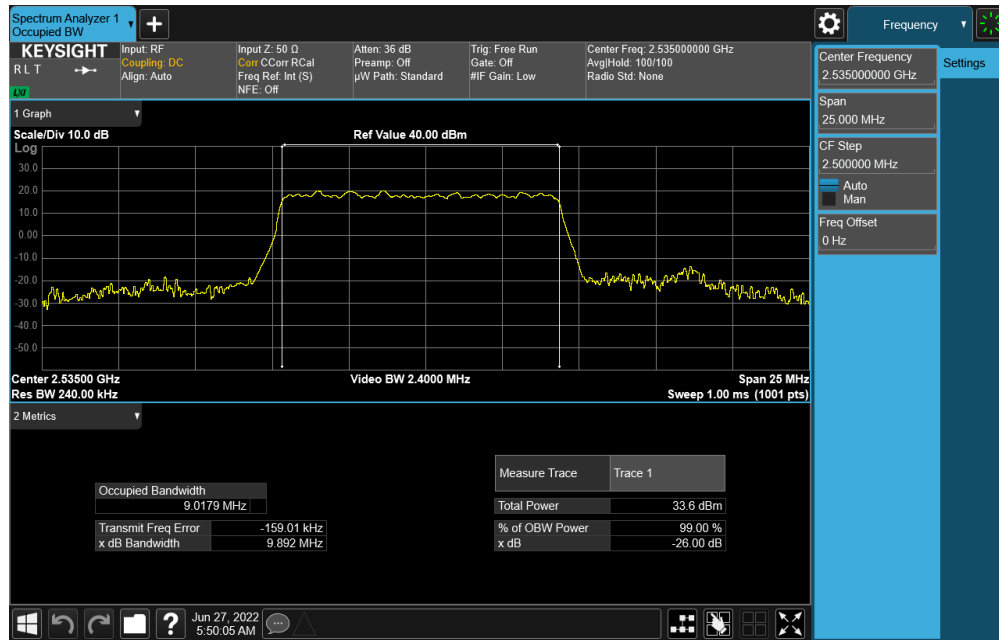 Spectrum Analyzer 1
Occupied BW
Frequency
KEYSIGHT
R L T
LXI
Input: RF
Coupling: DC
Align: Auto
Input Z: 50 Ω
Corr CCorr RCal
Freq Ref: Int (S)
NFE: Off
Atten: 36 dB
Preamp: Off
µW Path: Standard
Trig: Free Run
Gate: Off
#IF Gain: Low
Center Freq: 2.535000000 GHz
Avg|Hold: 100/100
Radio Std: None
Center Frequency
2.535000000 GHz
Settings
Span
25.000 MHz
CF Step
2.500000 MHz
Auto
Man
Freq Offset
0 Hz
1 Graph
Scale/Div 10.0 dB
Ref Value 40.00 dBm
Log
30.0
20.0
10.0
0.00
-10.0
-20.0
-30.0
-40.0
-50.0
Center 2.53500 GHz
Video BW 2.4000 MHz
Span 25 MHz
Res BW 240.00 kHz
Sweep 1.00 ms (1001 pts)
2 Metrics
Measure Trace
Trace 1
Occupied Bandwidth
9.0179 MHz
Total Power
33.6 dBm
Transmit Freq Error
-159.01 kHz
% of OBW Power
99.00 %
x dB Bandwidth
9.892 MHz
x dB
-26.00 dB
Jun 27, 2022
5:50:05 AM